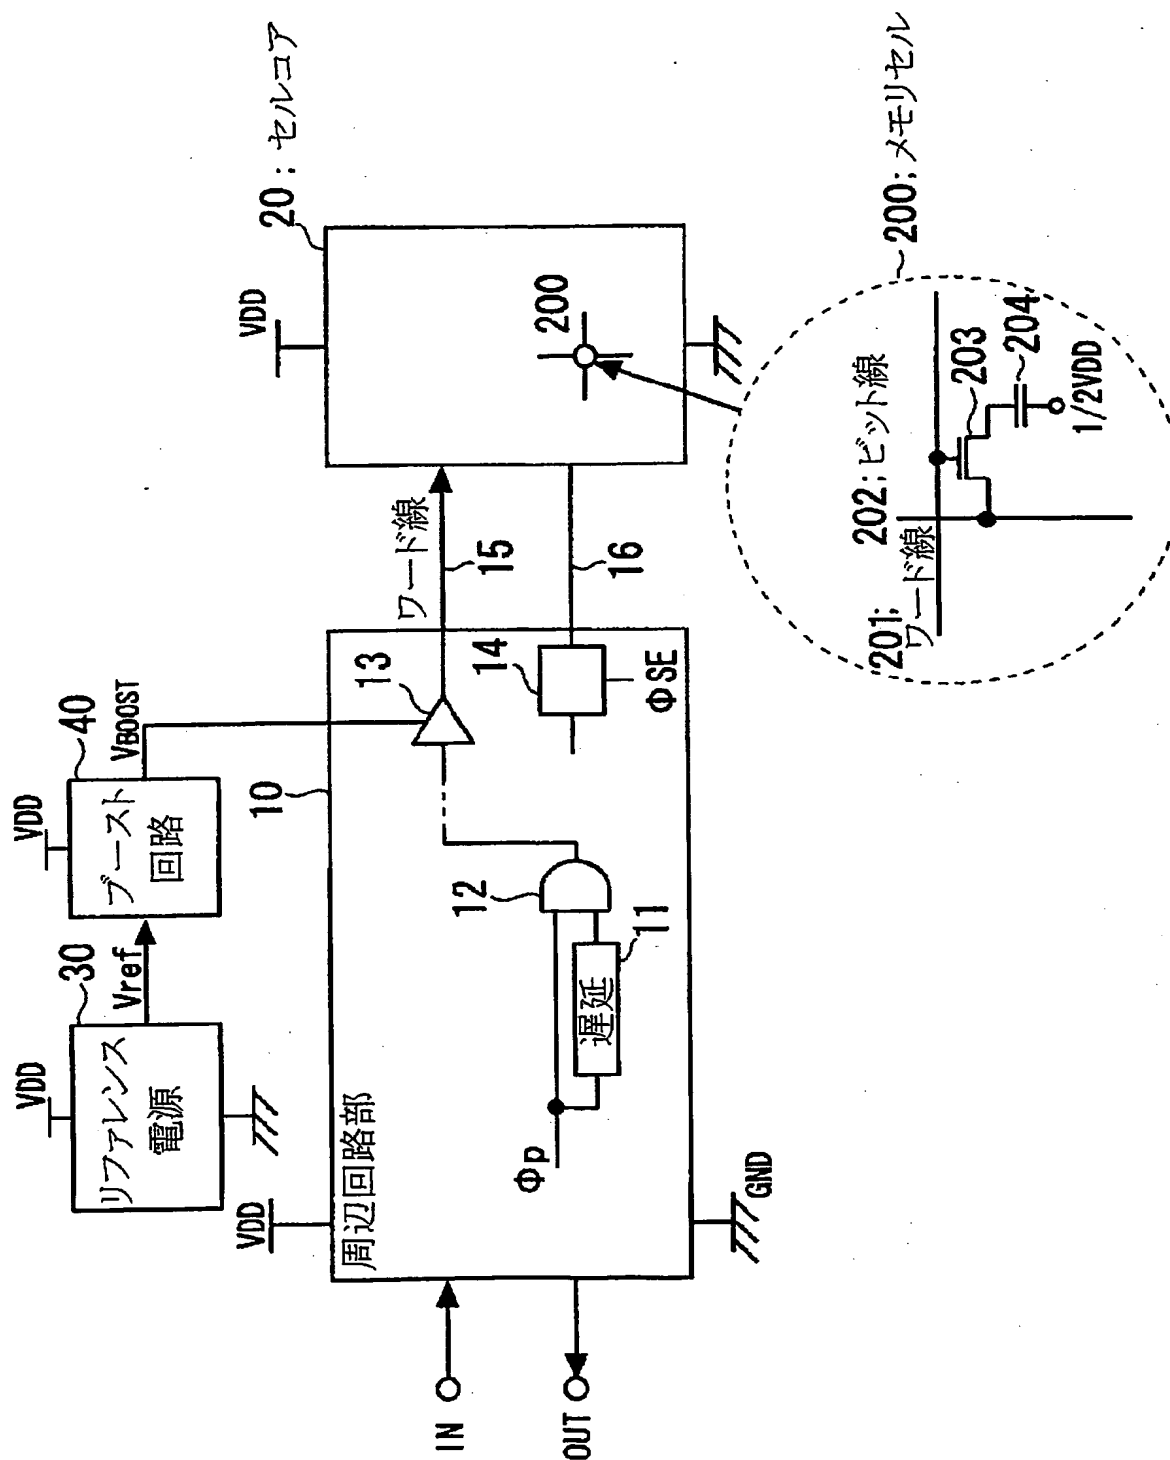 VDD
リファレンス
電源
30
Vref
VDD
ブースト
回路
40
VBOOST
VDD
周辺回路部
10
IN
OUT
GND
Φp
遅延
11
12
13
14
ΦSE
ワード線
15
16
VDD
20 ; セルコア
200
200; メモリセル
201;
ワード線
202; ビット線
203
204
1/2VDD